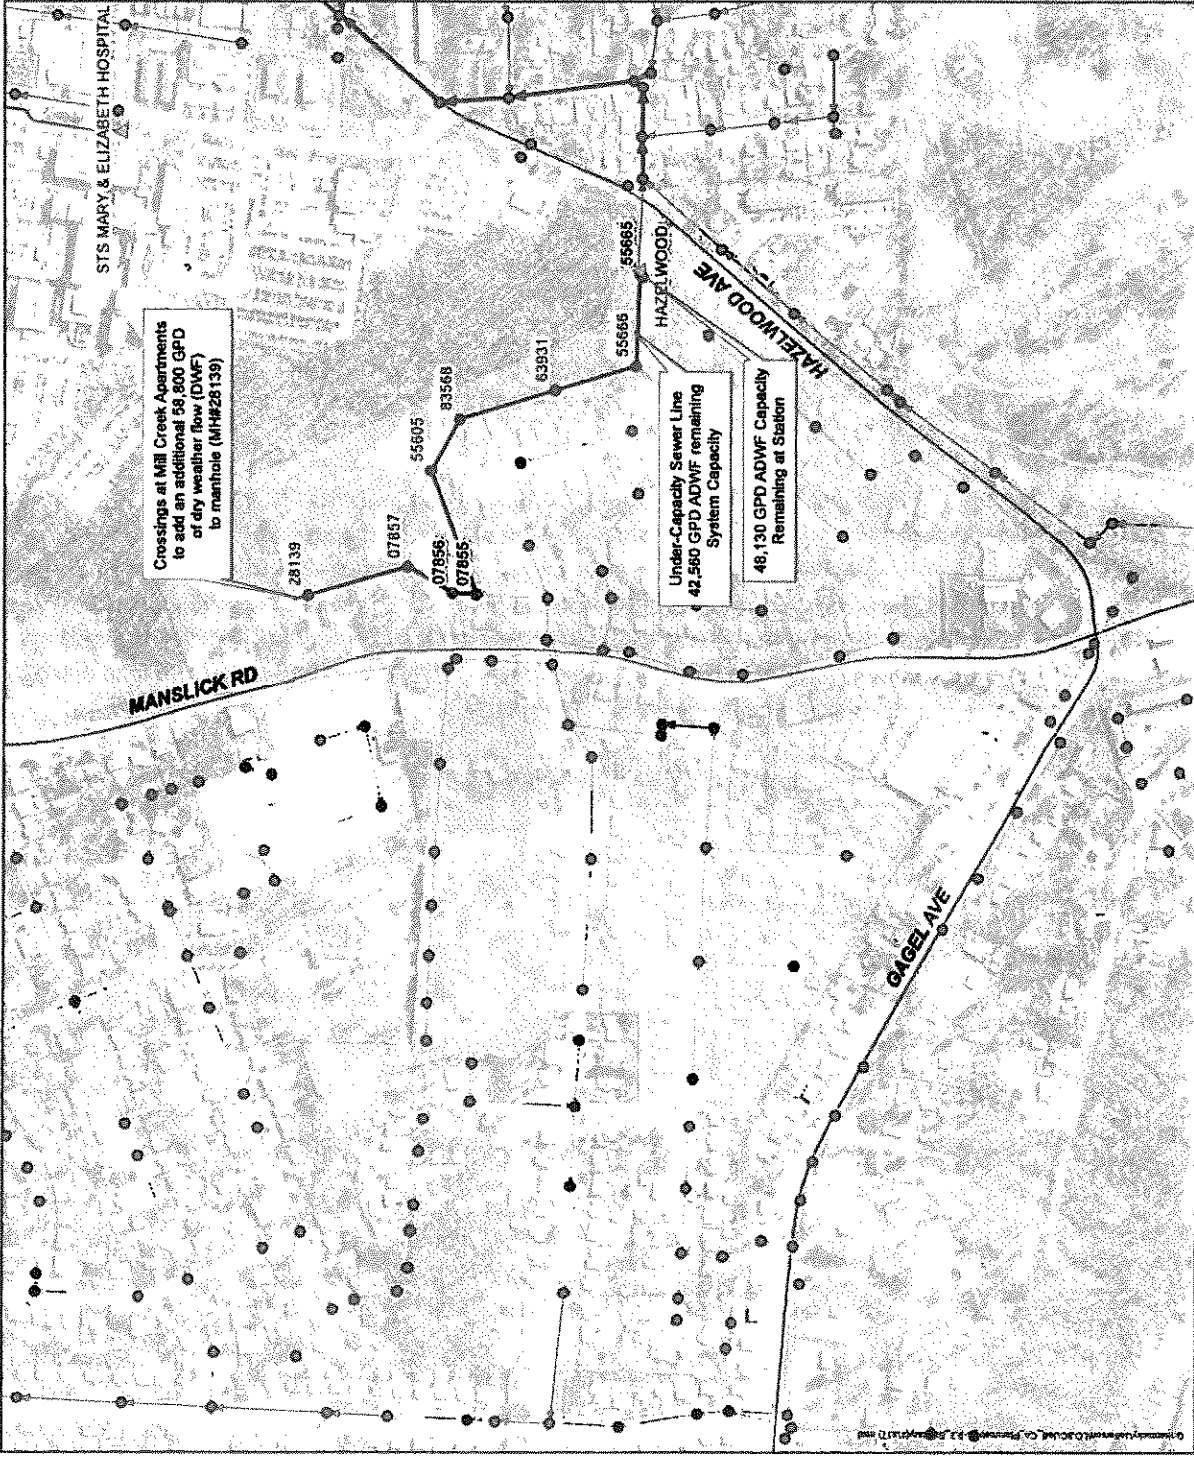 STS MARY & ELIZABETH HOSPITAL
Crossings at Mill Creek Apartments
to add an additional 58,800 GPD
of dry weather flow (DWF)
to manhole (MH#28139)
28139
07857
07856
07855
55605
83568
63931
55666
55665
HAZELWOOD
HAZELWOOD AVE
Under-Capacity Sewer Line
42,560 GPD ADWF remaining
System Capacity
48,130 GPD ADWF Capacity
Remaining at Station
MANSLICK RD
GAGEL AVE